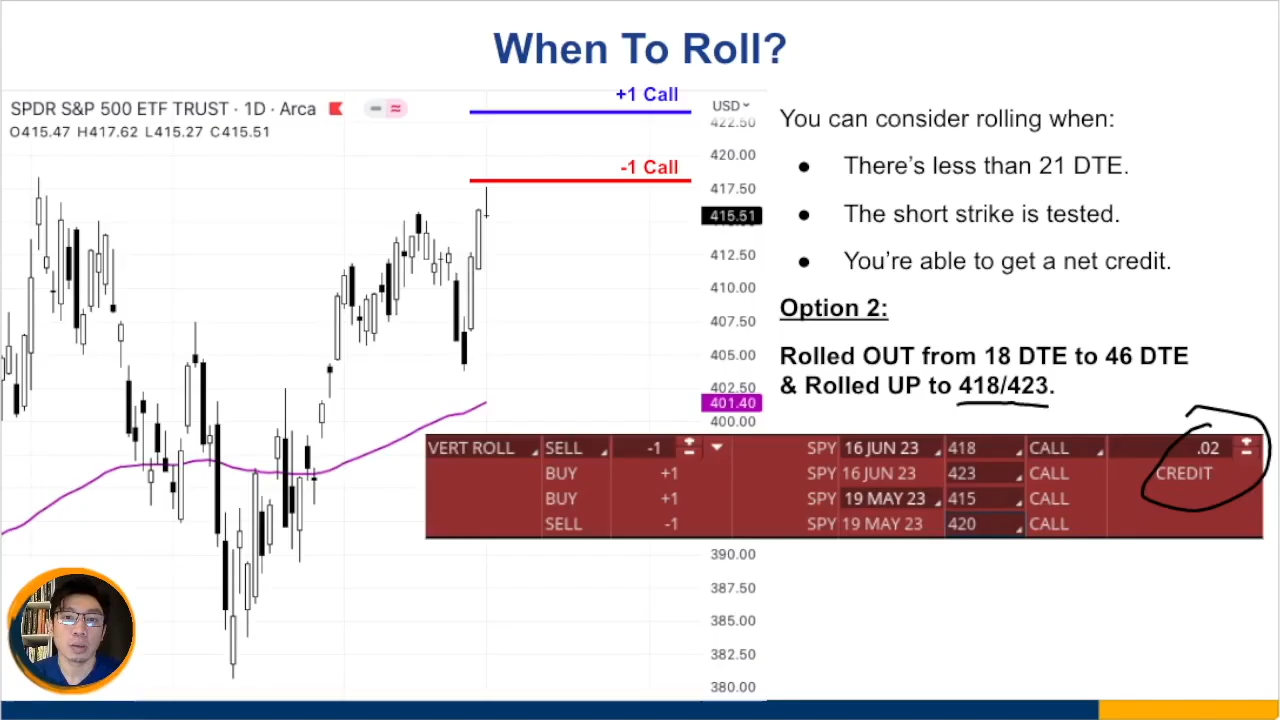 When To Roll?
SPDR S&P 500 ETF TRUST · 1D · Arca
O415.47 H417.62 L415.27 C415.51
+1 Call
-1 Call
USD
422.50
420.00
417.50
415.51
412.50
410.00
407.50
405.00
402.50
401.40
400.00
390.00
387.50
385.00
382.50
380.00
You can consider rolling when:
● There’s less than 21 DTE.
● The short strike is tested.
● You’re able to get a net credit.
Option 2:
Rolled OUT from 18 DTE to 46 DTE
& Rolled UP to 418/423.
VERT ROLL SELL -1 SPY 16 JUN 23 418 CALL .02
BUY +1 SPY 16 JUN 23 423 CALL CREDIT
BUY +1 SPY 19 MAY 23 415 CALL
SELL -1 SPY 19 MAY 23 420 CALL